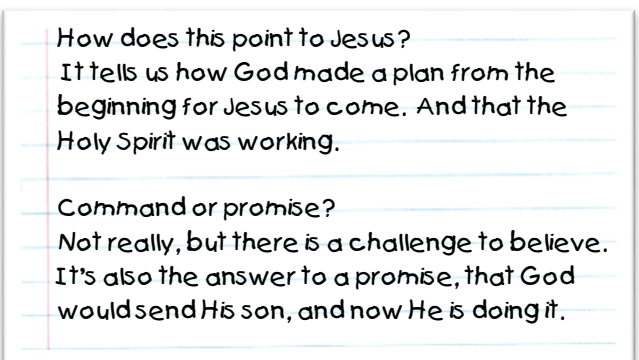 How does this point to Jesus?
It tells us how God made a plan from the
beginning for Jesus to come. And that the
Holy Spirit was working.
Command or promise?
Not really, but there is a challenge to believe.
It's also the answer to a promise, that God
would send His son, and now He is doing it.